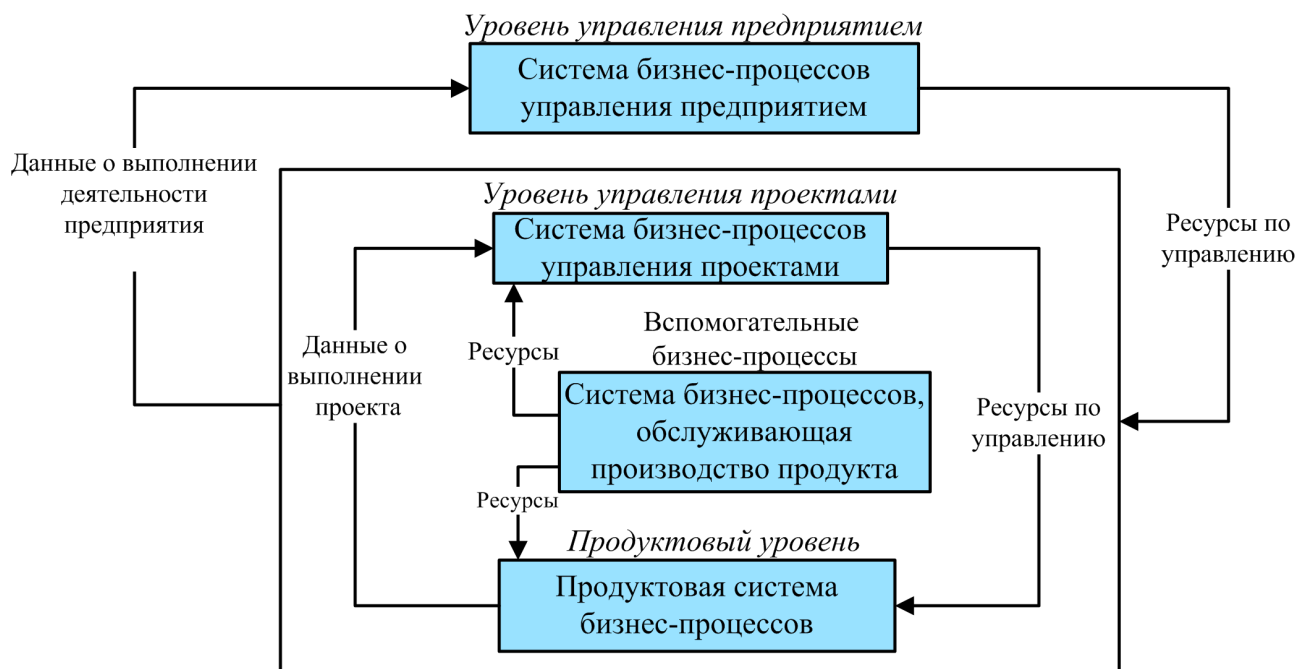 Уровень управления предприятием
Система бизнес-процессов
управления предприятием
Данные о выполнении
деятельности
предприятия
Ресурсы по
управлению
Уровень управления проектами
Система бизнес-процессов
управления проектами
Данные о
выполнении
проекта
Ресурсы
Вспомогательные
бизнес-процессы
Система бизнес-процессов,
обслуживающая
производство продукта
Ресурсы по
управлению
Ресурсы
Продуктовый уровень
Продуктовая система
бизнес-процессов